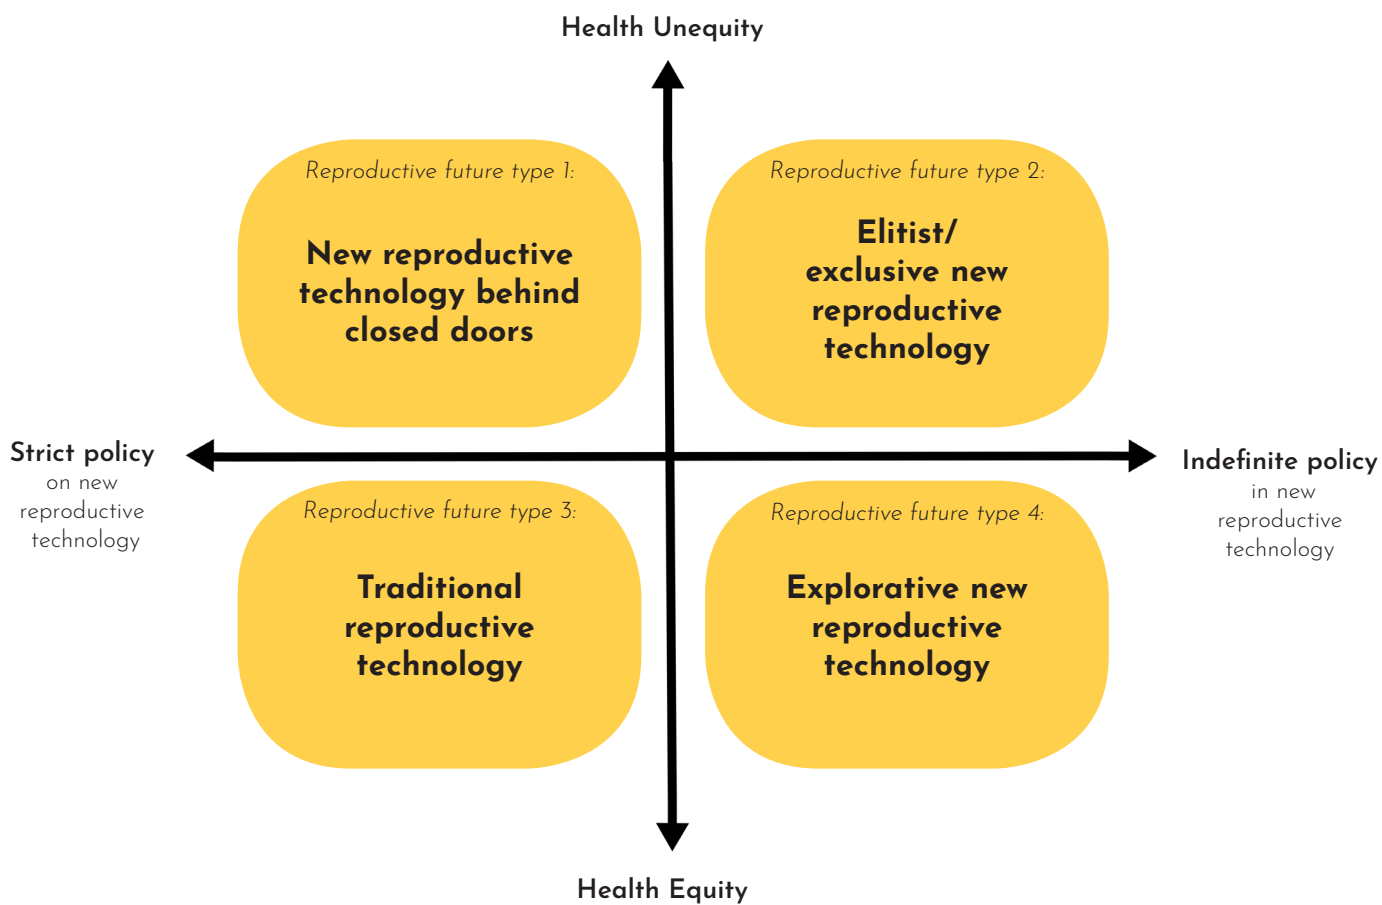 Health Unequity
Reproductive future type 1:
New reproductive
technology behind
closed doors
Reproductive future type 2:
Elitist/
exclusive new
reproductive
technology
Strict policy
on new
reproductive
technology
Indefinite policy
in new
reproductive
technology
Reproductive future type 3:
Traditional
reproductive
technology
Reproductive future type 4:
Explorative new
reproductive
technology
Health Equity